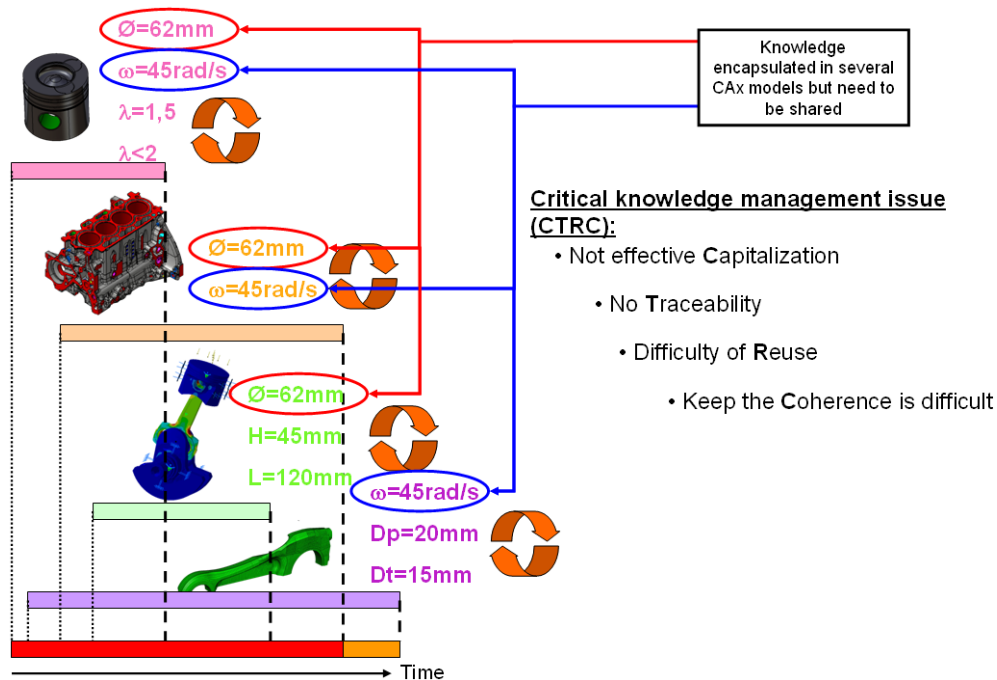 Ø=62mm
ω=45rad/s
λ=1,5
λ<2
Knowledge
encapsulated in several
CAx models but need to
be shared
Critical knowledge management issue
(CTRC):
• Not effective Capitalization
• No Traceability
• Difficulty of Reuse
• Keep the Coherence is difficult
Ø=62mm
ω=45rad/s
Ø=62mm
H=45mm
L=120mm
ω=45rad/s
Dp=20mm
Dt=15mm
Time